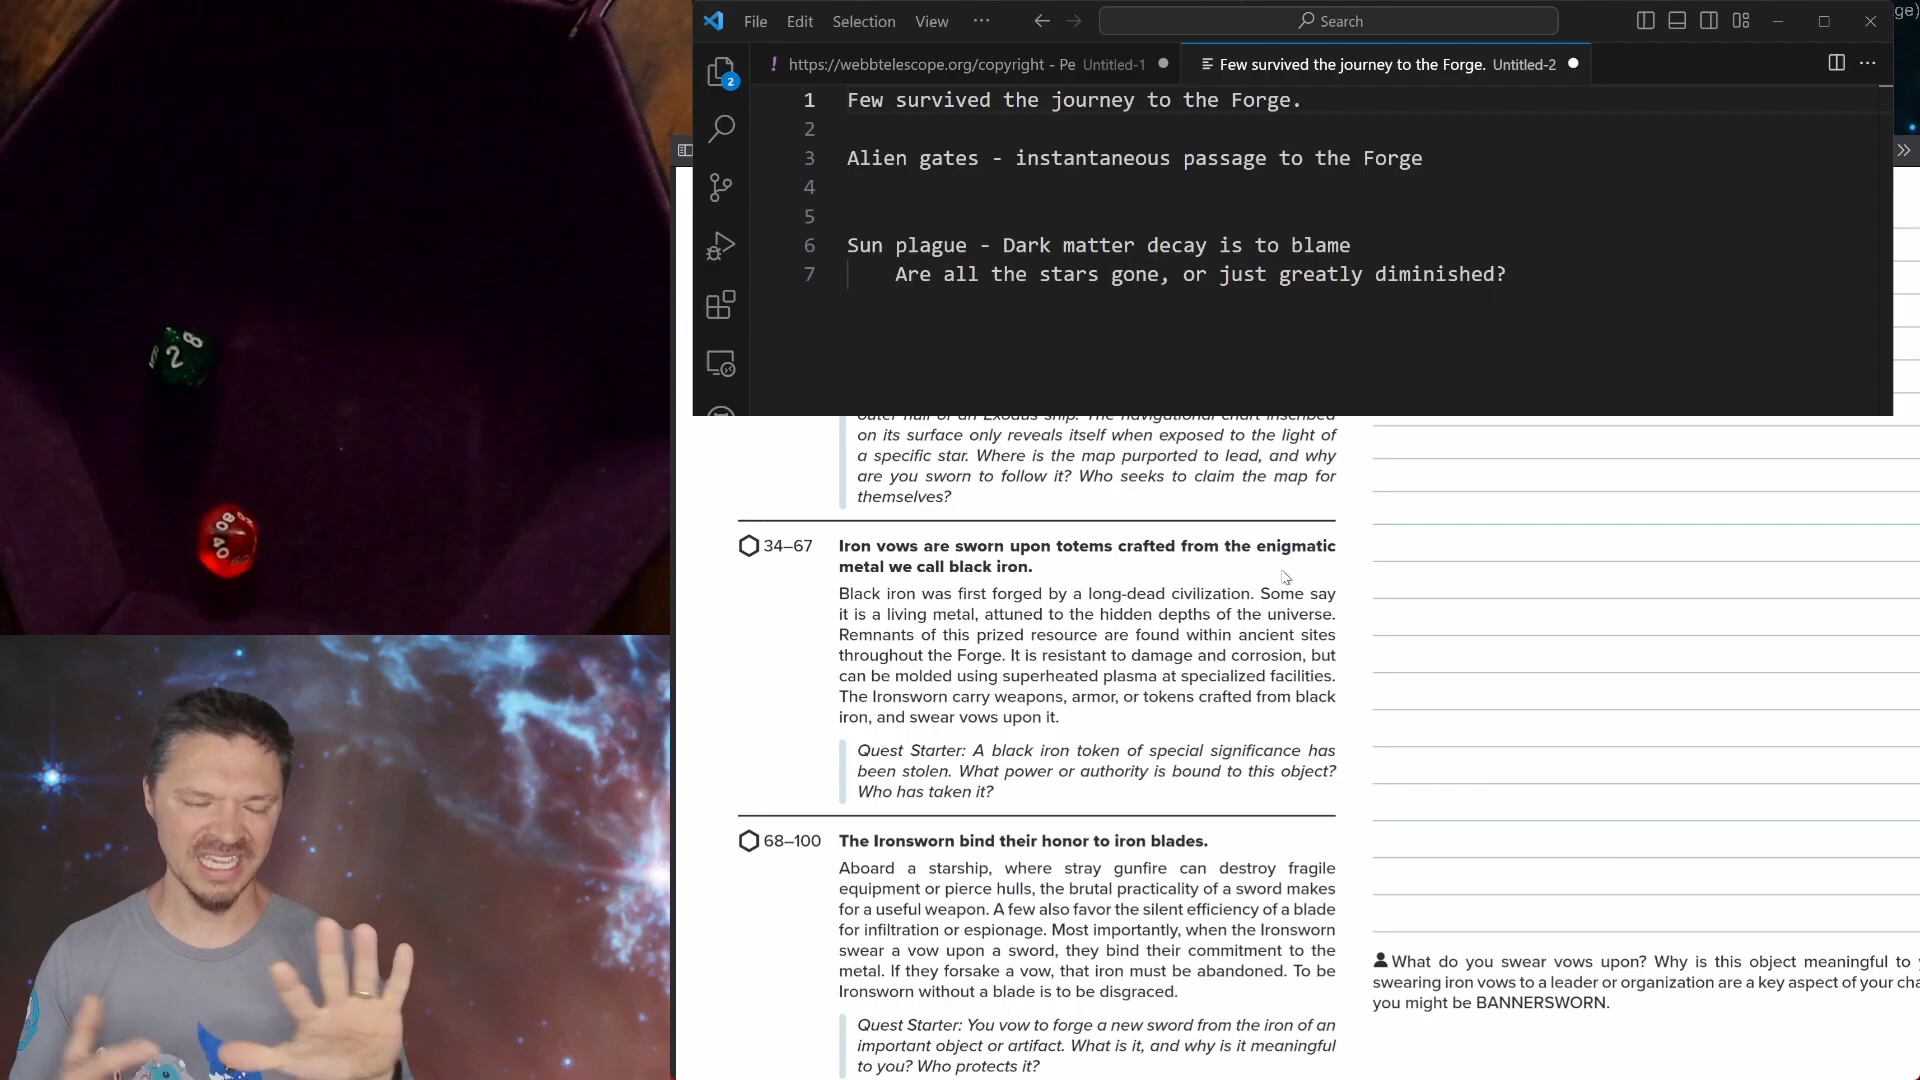 File Edit Selection View ··· Search
! https://webbtelescope.org/copyright - Pe Untitled-1
Few survived the journey to the Forge. Untitled-2
2
1 Few survived the journey to the Forge.
2
3 Alien gates - instantaneous passage to the Forge
4
5
6 Sun plague - Dark matter decay is to blame
7 Are all the stars gone, or just greatly diminished?
outer hull of an Exodus ship. The navigational chart inscribed
on its surface only reveals itself when exposed to the light of
a specific star. Where is the map purported to lead, and why
are you sworn to follow it? Who seeks to claim the map for
themselves?
34–67 Iron vows are sworn upon totems crafted from the enigmatic
metal we call black iron.
Black iron was first forged by a long-dead civilization. Some say
it is a living metal, attuned to the hidden depths of the universe.
Remnants of this prized resource are found within ancient sites
throughout the Forge. It is resistant to damage and corrosion, but
can be molded using superheated plasma at specialized facilities.
The Ironsworn carry weapons, armor, or tokens crafted from black
iron, and swear vows upon it.
Quest Starter: A black iron token of special significance has
been stolen. What power or authority is bound to this object?
Who has taken it?
68–100 The Ironsworn bind their honor to iron blades.
Aboard a starship, where stray gunfire can destroy fragile
equipment or pierce hulls, the brutal practicality of a sword makes
for a useful weapon. A few also favor the silent efficiency of a blade
for infiltration or espionage. Most importantly, when the Ironsworn
swear a vow upon a sword, they bind their commitment to the
metal. If they forsake a vow, that iron must be abandoned. To be
Ironsworn without a blade is to be disgraced.
Quest Starter: You vow to forge a new sword from the iron of an
important object or artifact. What is it, and why is it meaningful
to you? Who protects it?
What do you swear vows upon? Why is this object meaningful to
swearing iron vows to a leader or organization are a key aspect of your cha
you might be BANNERSWORN.
ge)
2 8
80
40